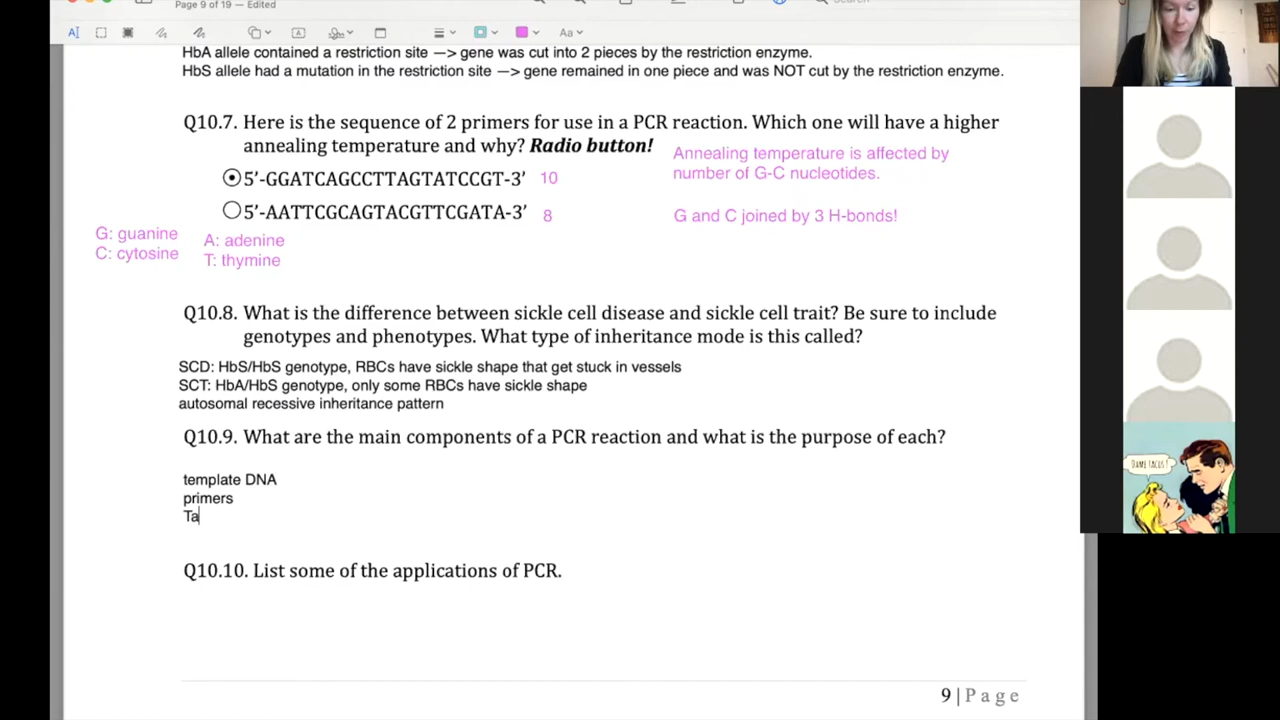 Page 9 of 19 — Edited
Search
HbA allele contained a restriction site —> gene was cut into 2 pieces by the restriction enzyme.
HbS allele had a mutation in the restriction site —> gene remained in one piece and was NOT cut by the restriction enzyme.
Q10.7. Here is the sequence of 2 primers for use in a PCR reaction. Which one will have a higher
annealing temperature and why? Radio button!
Annealing temperature is affected by
number of G-C nucleotides.
5’-GGATCAGCCTTAGTATCCGT-3’ 10
5’-AATTCGCAGTACGTTCGATA-3’ 8
G and C joined by 3 H-bonds!
G: guanine
C: cytosine
A: adenine
T: thymine
Q10.8. What is the difference between sickle cell disease and sickle cell trait? Be sure to include
genotypes and phenotypes. What type of inheritance mode is this called?
SCD: HbS/HbS genotype, RBCs have sickle shape that get stuck in vessels
SCT: HbA/HbS genotype, only some RBCs have sickle shape
autosomal recessive inheritance pattern
Q10.9. What are the main components of a PCR reaction and what is the purpose of each?
template DNA
primers
Ta
Q10.10. List some of the applications of PCR.
9 | Page
DAME TACOS!